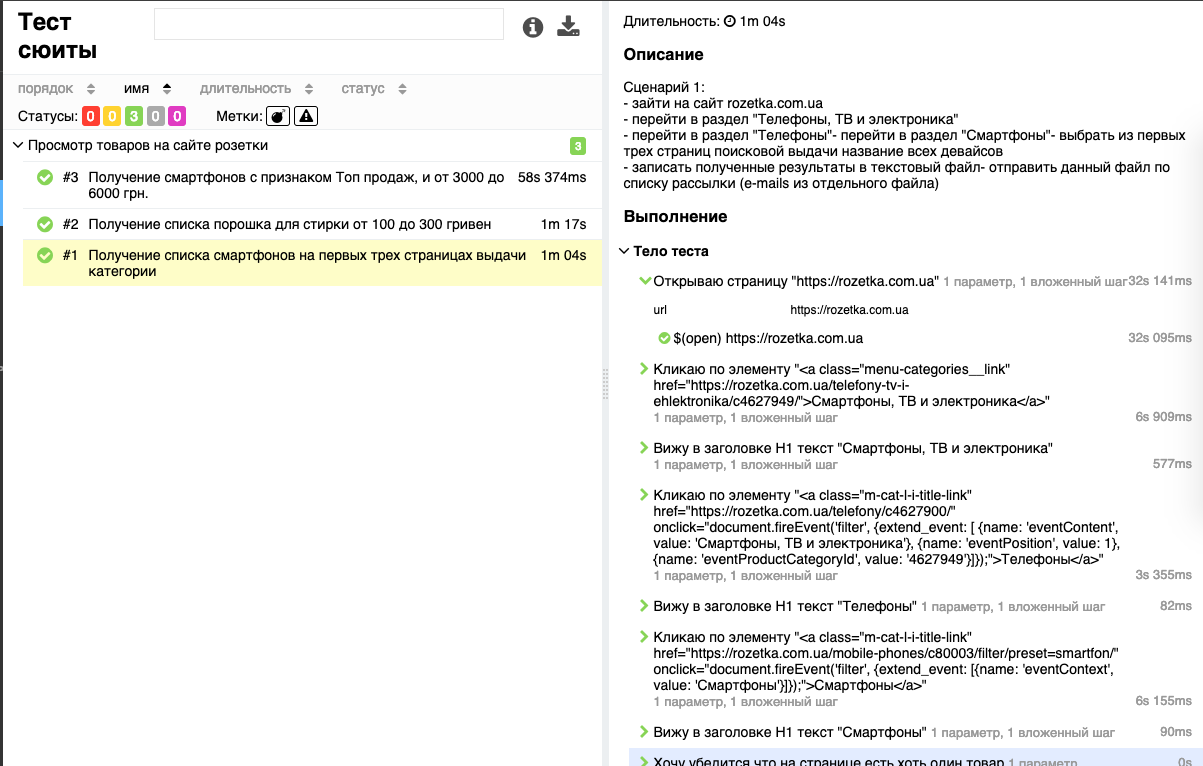 Тест
сюиты
порядок имя длительность статус
Статусы: 0 0 3 0 0 Метки:
Просмотр товаров на сайте розетки 3
#3 Получение смартфонов с признаком Топ продаж, и от 3000 до 58s 374ms
6000 грн.
#2 Получение списка порошка для стирки от 100 до 300 гривен 1m 17s
#1 Получение списка смартфонов на первых трех страницах выдачи 1m 04s
категории
Длительность: 1m 04s
Описание
Сценарий 1:
- зайти на сайт rozetka.com.ua
- перейти в раздел "Телефоны, ТВ и электроника"
- перейти в раздел "Телефоны"- перейти в раздел "Смартфоны"- выбрать из первых
трех страниц поисковой выдачи название всех девайсов
- записать полученные результаты в текстовый файл- отправить данный файл по
списку рассылки (e-mails из отдельного файла)
Выполнение
Тело теста
Открываю страницу "https://rozetka.com.ua" 1 параметр, 1 вложенный шаг 32s 141ms
url https://rozetka.com.ua
$(open) https://rozetka.com.ua 32s 095ms
Кликаю по элементу "<a class="menu-categories__link"
href="https://rozetka.com.ua/telefony-tv-i-
ehlektronika/c4627949/">Смартфоны, ТВ и электроника</a>"
1 параметр, 1 вложенный шаг 6s 909ms
Вижу в заголовке H1 текст "Смартфоны, ТВ и электроника"
1 параметр, 1 вложенный шаг 577ms
Кликаю по элементу "<a class="m-cat-l-i-title-link"
href="https://rozetka.com.ua/telefony/c4627900/"
onclick="document.fireEvent('filter', {extend_event: [ {name: 'eventContent',
value: 'Смартфоны, ТВ и электроника'}, {name: 'eventPosition', value: 1},
{name: 'eventProductCategoryId', value: '4627949'}]});">Телефоны</a>"
1 параметр, 1 вложенный шаг 3s 355ms
Вижу в заголовке H1 текст "Телефоны" 1 параметр, 1 вложенный шаг 82ms
Кликаю по элементу "<a class="m-cat-l-i-title-link"
href="https://rozetka.com.ua/mobile-phones/c80003/filter/preset=smartfon/"
onclick="document.fireEvent('filter', {extend_event: [{name: 'eventContext',
value: 'Смартфоны'}]});">Смартфоны</a>"
1 параметр, 1 вложенный шаг 6s 155ms
Вижу в заголовке H1 текст "Смартфоны" 1 параметр, 1 вложенный шаг 90ms
Хочу убедится что на странице есть хоть один товар 1 параметр 0s